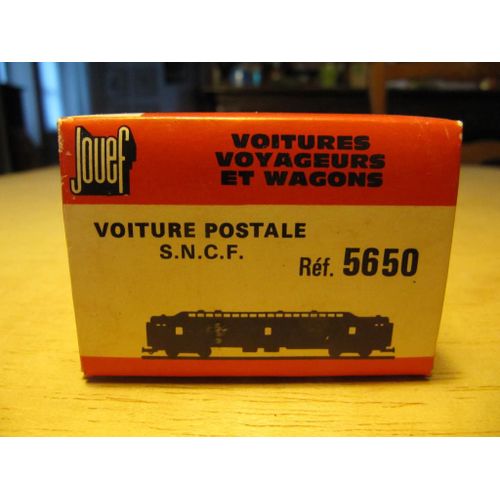 Jouef
VOITURES
VOYAGEURS
ET WAGONS
VOITURE POSTALE
S.N.C.F.
Réf. 5650